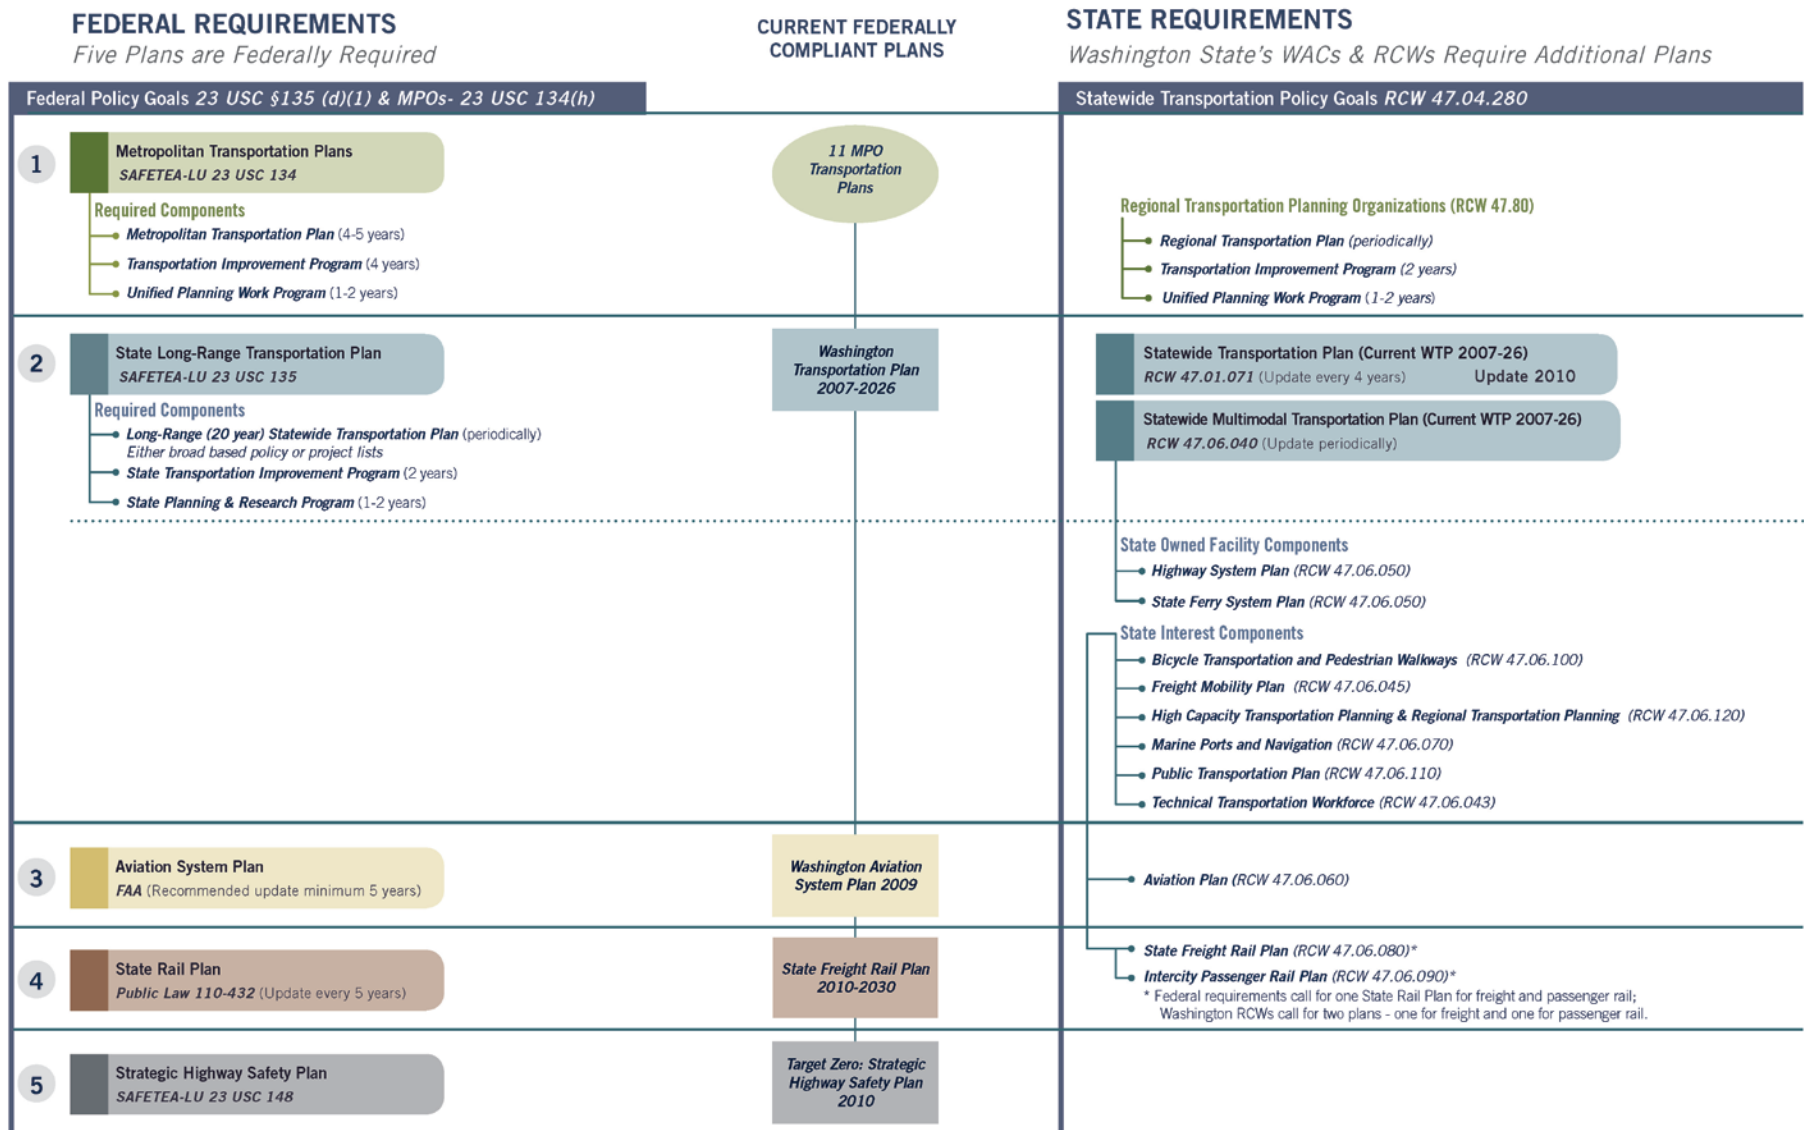 FEDERAL REQUIREMENTS
Five Plans are Federally Required
CURRENT FEDERALLY
COMPLIANT PLANS
STATE REQUIREMENTS
Washington State's WACs & RCWs Require Additional Plans
Federal Policy Goals 23 USC §135 (d)(1) & MPOs- 23 USC 134(h)
Statewide Transportation Policy Goals RCW 47.04.280
1
Metropolitan Transportation Plans
SAFETEA-LU 23 USC 134
Required Components
Metropolitan Transportation Plan (4-5 years)
Transportation Improvement Program (4 years)
Unified Planning Work Program (1-2 years)
11 MPO
Transportation
Plans
Regional Transportation Planning Organizations (RCW 47.80)
Regional Transportation Plan (periodically)
Transportation Improvement Program (2 years)
Unified Planning Work Program (1-2 years)
2
State Long-Range Transportation Plan
SAFETEA-LU 23 USC 135
Required Components
Long-Range (20 year) Statewide Transportation Plan (periodically)
Either broad based policy or project lists
State Transportation Improvement Program (2 years)
State Planning & Research Program (1-2 years)
Washington
Transportation Plan
2007-2026
Statewide Transportation Plan (Current WTP 2007-26)
RCW 47.01.071 (Update every 4 years) Update 2010
Statewide Multimodal Transportation Plan (Current WTP 2007-26)
RCW 47.06.040 (Update periodically)
State Owned Facility Components
Highway System Plan (RCW 47.06.050)
State Ferry System Plan (RCW 47.06.050)
State Interest Components
Bicycle Transportation and Pedestrian Walkways (RCW 47.06.100)
Freight Mobility Plan (RCW 47.06.045)
High Capacity Transportation Planning & Regional Transportation Planning (RCW 47.06.120)
Marine Ports and Navigation (RCW 47.06.070)
Public Transportation Plan (RCW 47.06.110)
Technical Transportation Workforce (RCW 47.06.043)
3
Aviation System Plan
FAA (Recommended update minimum 5 years)
Washington Aviation
System Plan 2009
Aviation Plan (RCW 47.06.060)
4
State Rail Plan
Public Law 110-432 (Update every 5 years)
State Freight Rail Plan
2010-2030
State Freight Rail Plan (RCW 47.06.080)*
Intercity Passenger Rail Plan (RCW 47.06.090)*
* Federal requirements call for one State Rail Plan for freight and passenger rail;
Washington RCWs call for two plans - one for freight and one for passenger rail.
5
Strategic Highway Safety Plan
SAFETEA-LU 23 USC 148
Target Zero: Strategic
Highway Safety Plan
2010